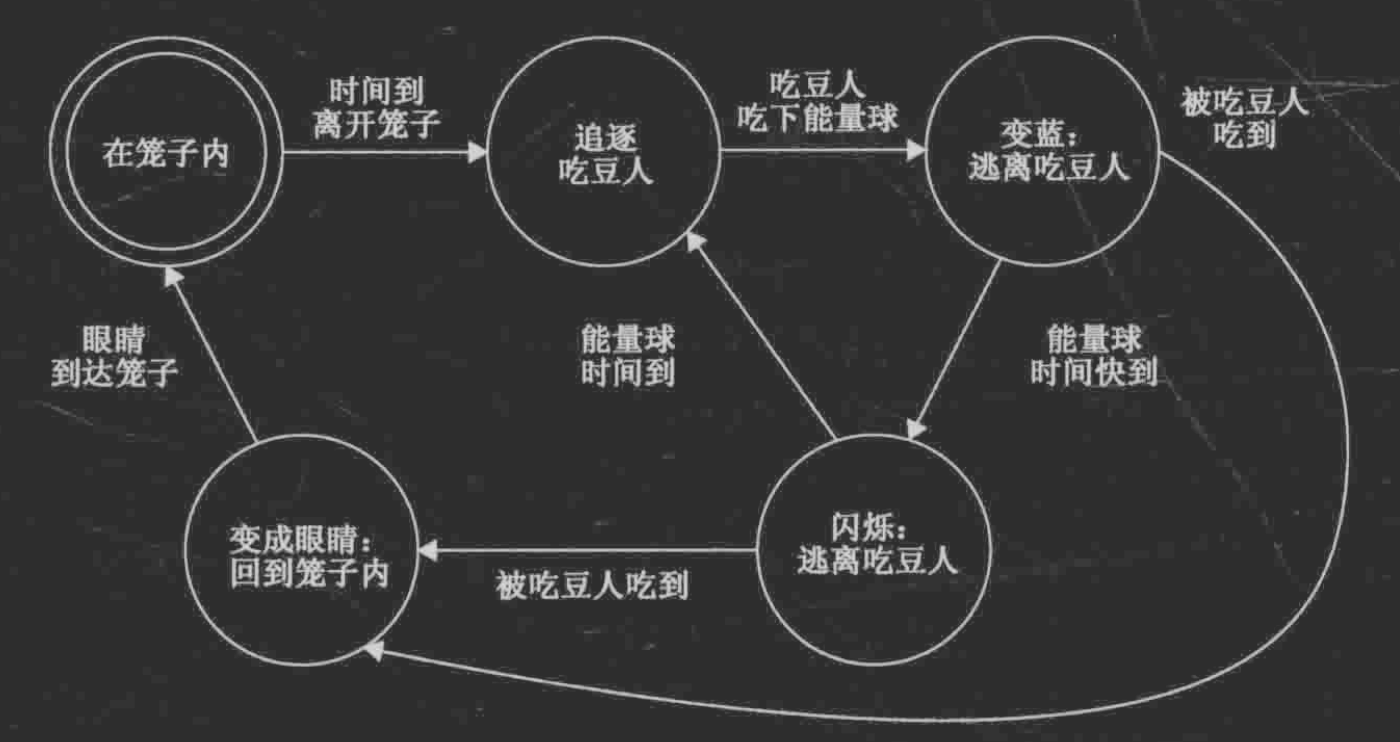 时间到
离开笼子
吃豆人
吃下能量球
被吃豆人
吃到
在笼子内
追逐
吃豆人
变蓝：
逃离吃豆人
眼睛
到达笼子
能量球
时间到
能量球
时间快到
变成眼睛：
回到笼子内
被吃豆人吃到
闪烁：
逃离吃豆人